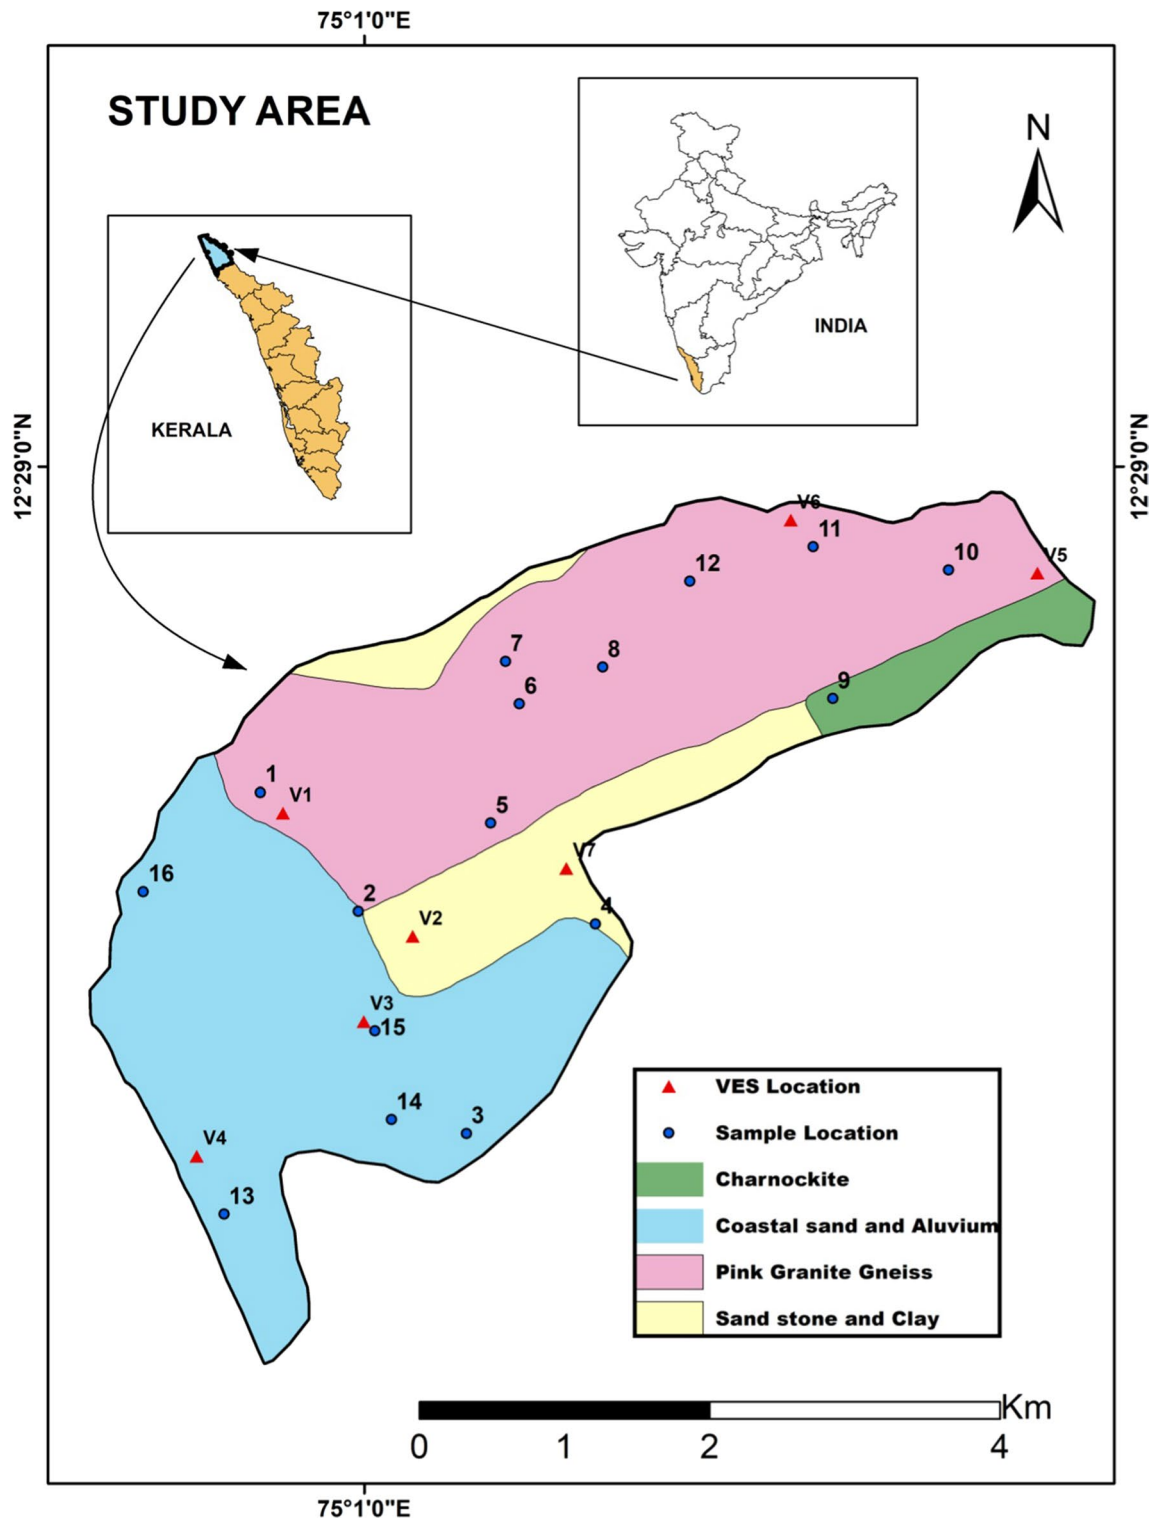 75°1'0"E
STUDY AREA
N
INDIA
KERALA
12°29'0"N
12°29'0"N
V6
11
10
V5
12
7
8
6
9
1
V1
5
V7
16
2
V2
4
V3
15
14
3
V4
13
VES Location
Sample Location
Charnockite
Coastal sand and Aluvium
Pink Granite Gneiss
Sand stone and Clay
Km
0 1 2 4
75°1'0"E